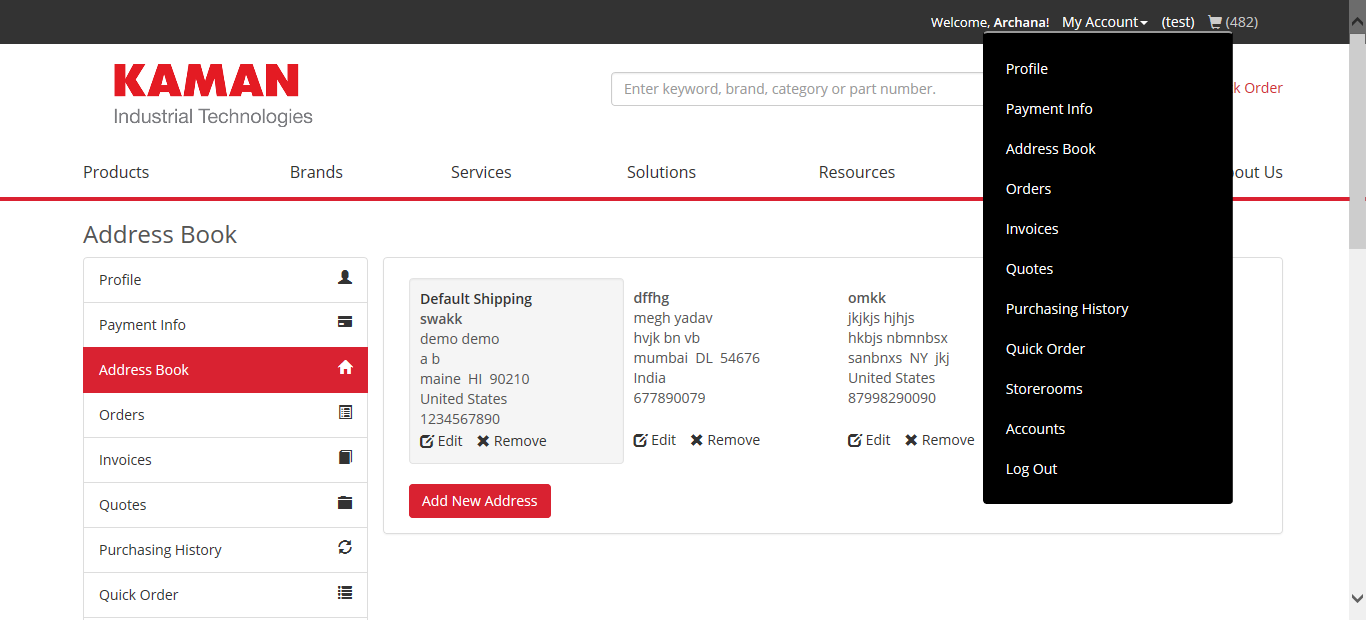 Welcome, Archana! My Account (test) (482)
KAMAN
Industrial Technologies
Enter keyword, brand, category or part number.
k Order
Products Brands Services Solutions Resources out Us
Profile
Payment Info
Address Book
Orders
Invoices
Quotes
Purchasing History
Quick Order
Storerooms
Accounts
Log Out
Address Book
Profile
Payment Info
Address Book
Orders
Invoices
Quotes
Purchasing History
Quick Order
Default Shipping
swakk
demo demo
a b
maine HI 90210
United States
1234567890
Edit Remove
dffhg
megh yadav
hvjk bn vb
mumbai DL 54676
India
677890079
Edit Remove
omkk
jkjkjs hjhjs
hkbjs nbmnbsx
sanbnxs NY jkj
United States
87998290090
Edit Remove
Add New Address